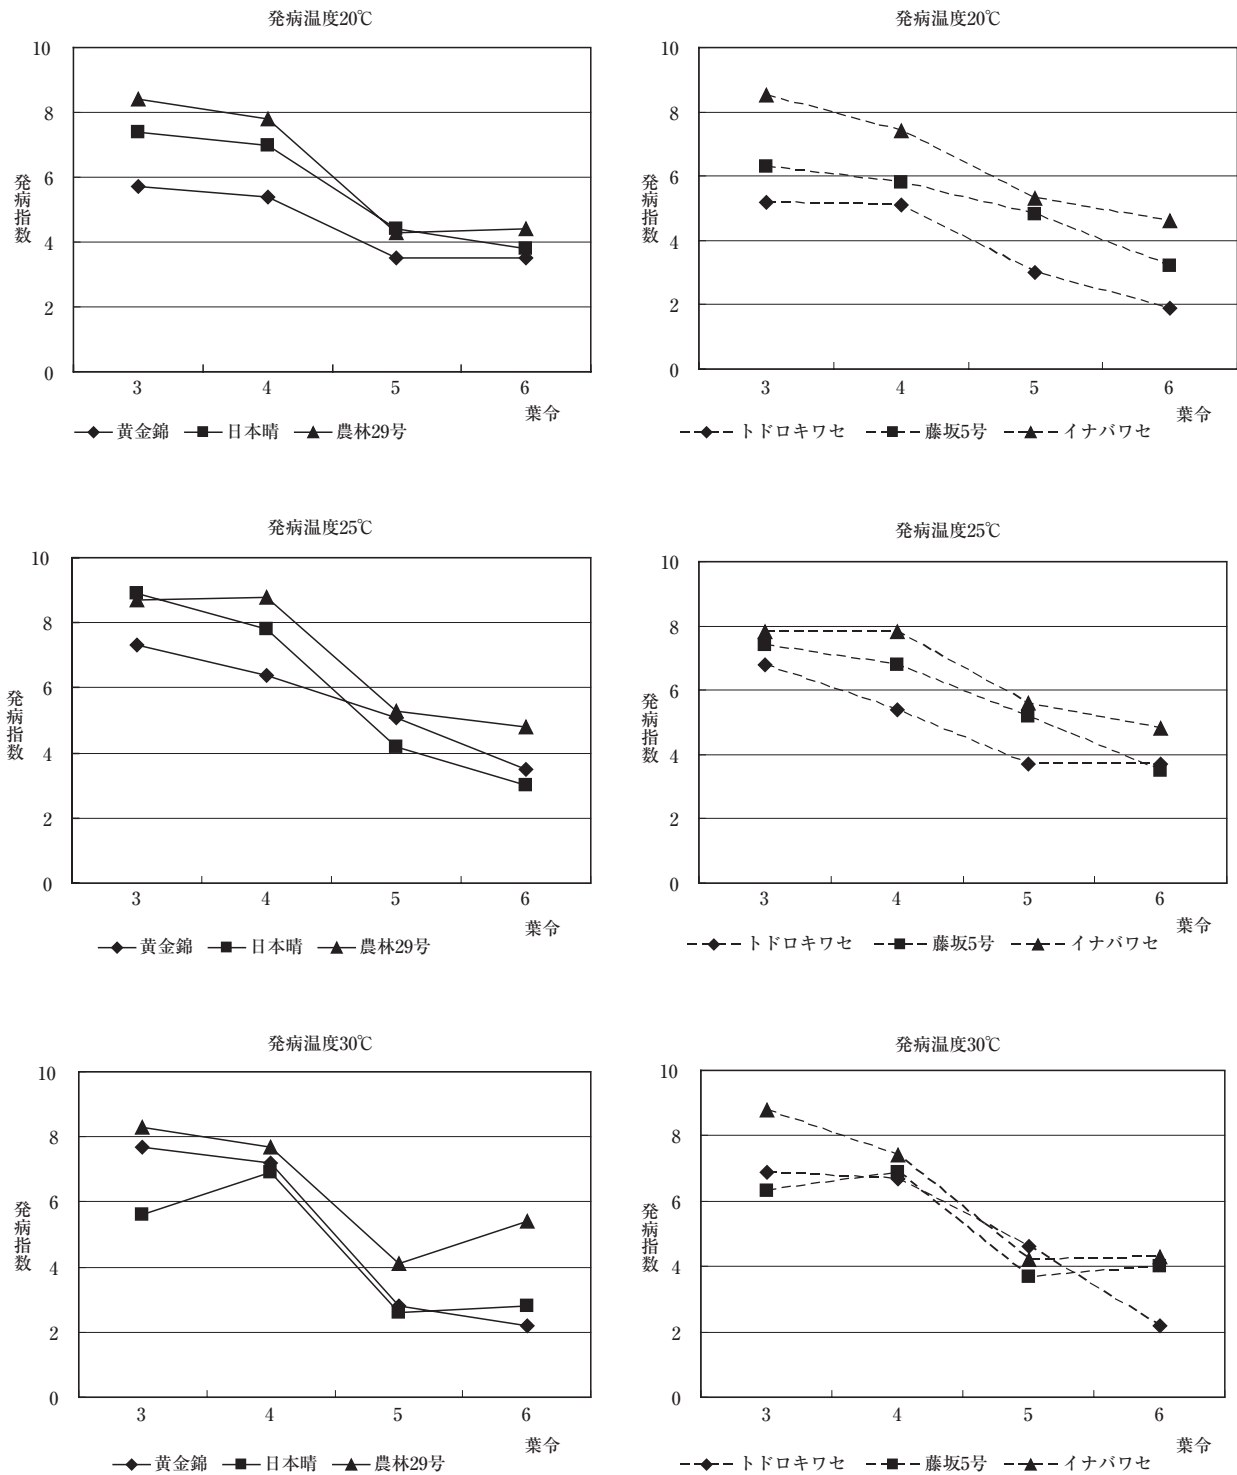 発病温度20℃
10
8
6
4
2
0
発病指数
3 4 5 6
葉令
黄金錦 日本晴 農林29号
発病温度20℃
10
8
6
4
2
0
発病指数
3 4 5 6
葉令
トドロキワセ 藤坂5号 イナバワセ
発病温度25℃
10
8
6
4
2
0
発病指数
3 4 5 6
葉令
黄金錦 日本晴 農林29号
発病温度25℃
10
8
6
4
2
0
発病指数
3 4 5 6
葉令
トドロキワセ 藤坂5号 イナバワセ
発病温度30℃
10
8
6
4
2
0
発病指数
3 4 5 6
葉令
黄金錦 日本晴 農林29号
発病温度30℃
10
8
6
4
2
0
発病指数
3 4 5 6
葉令
トドロキワセ 藤坂5号 イナバワセ